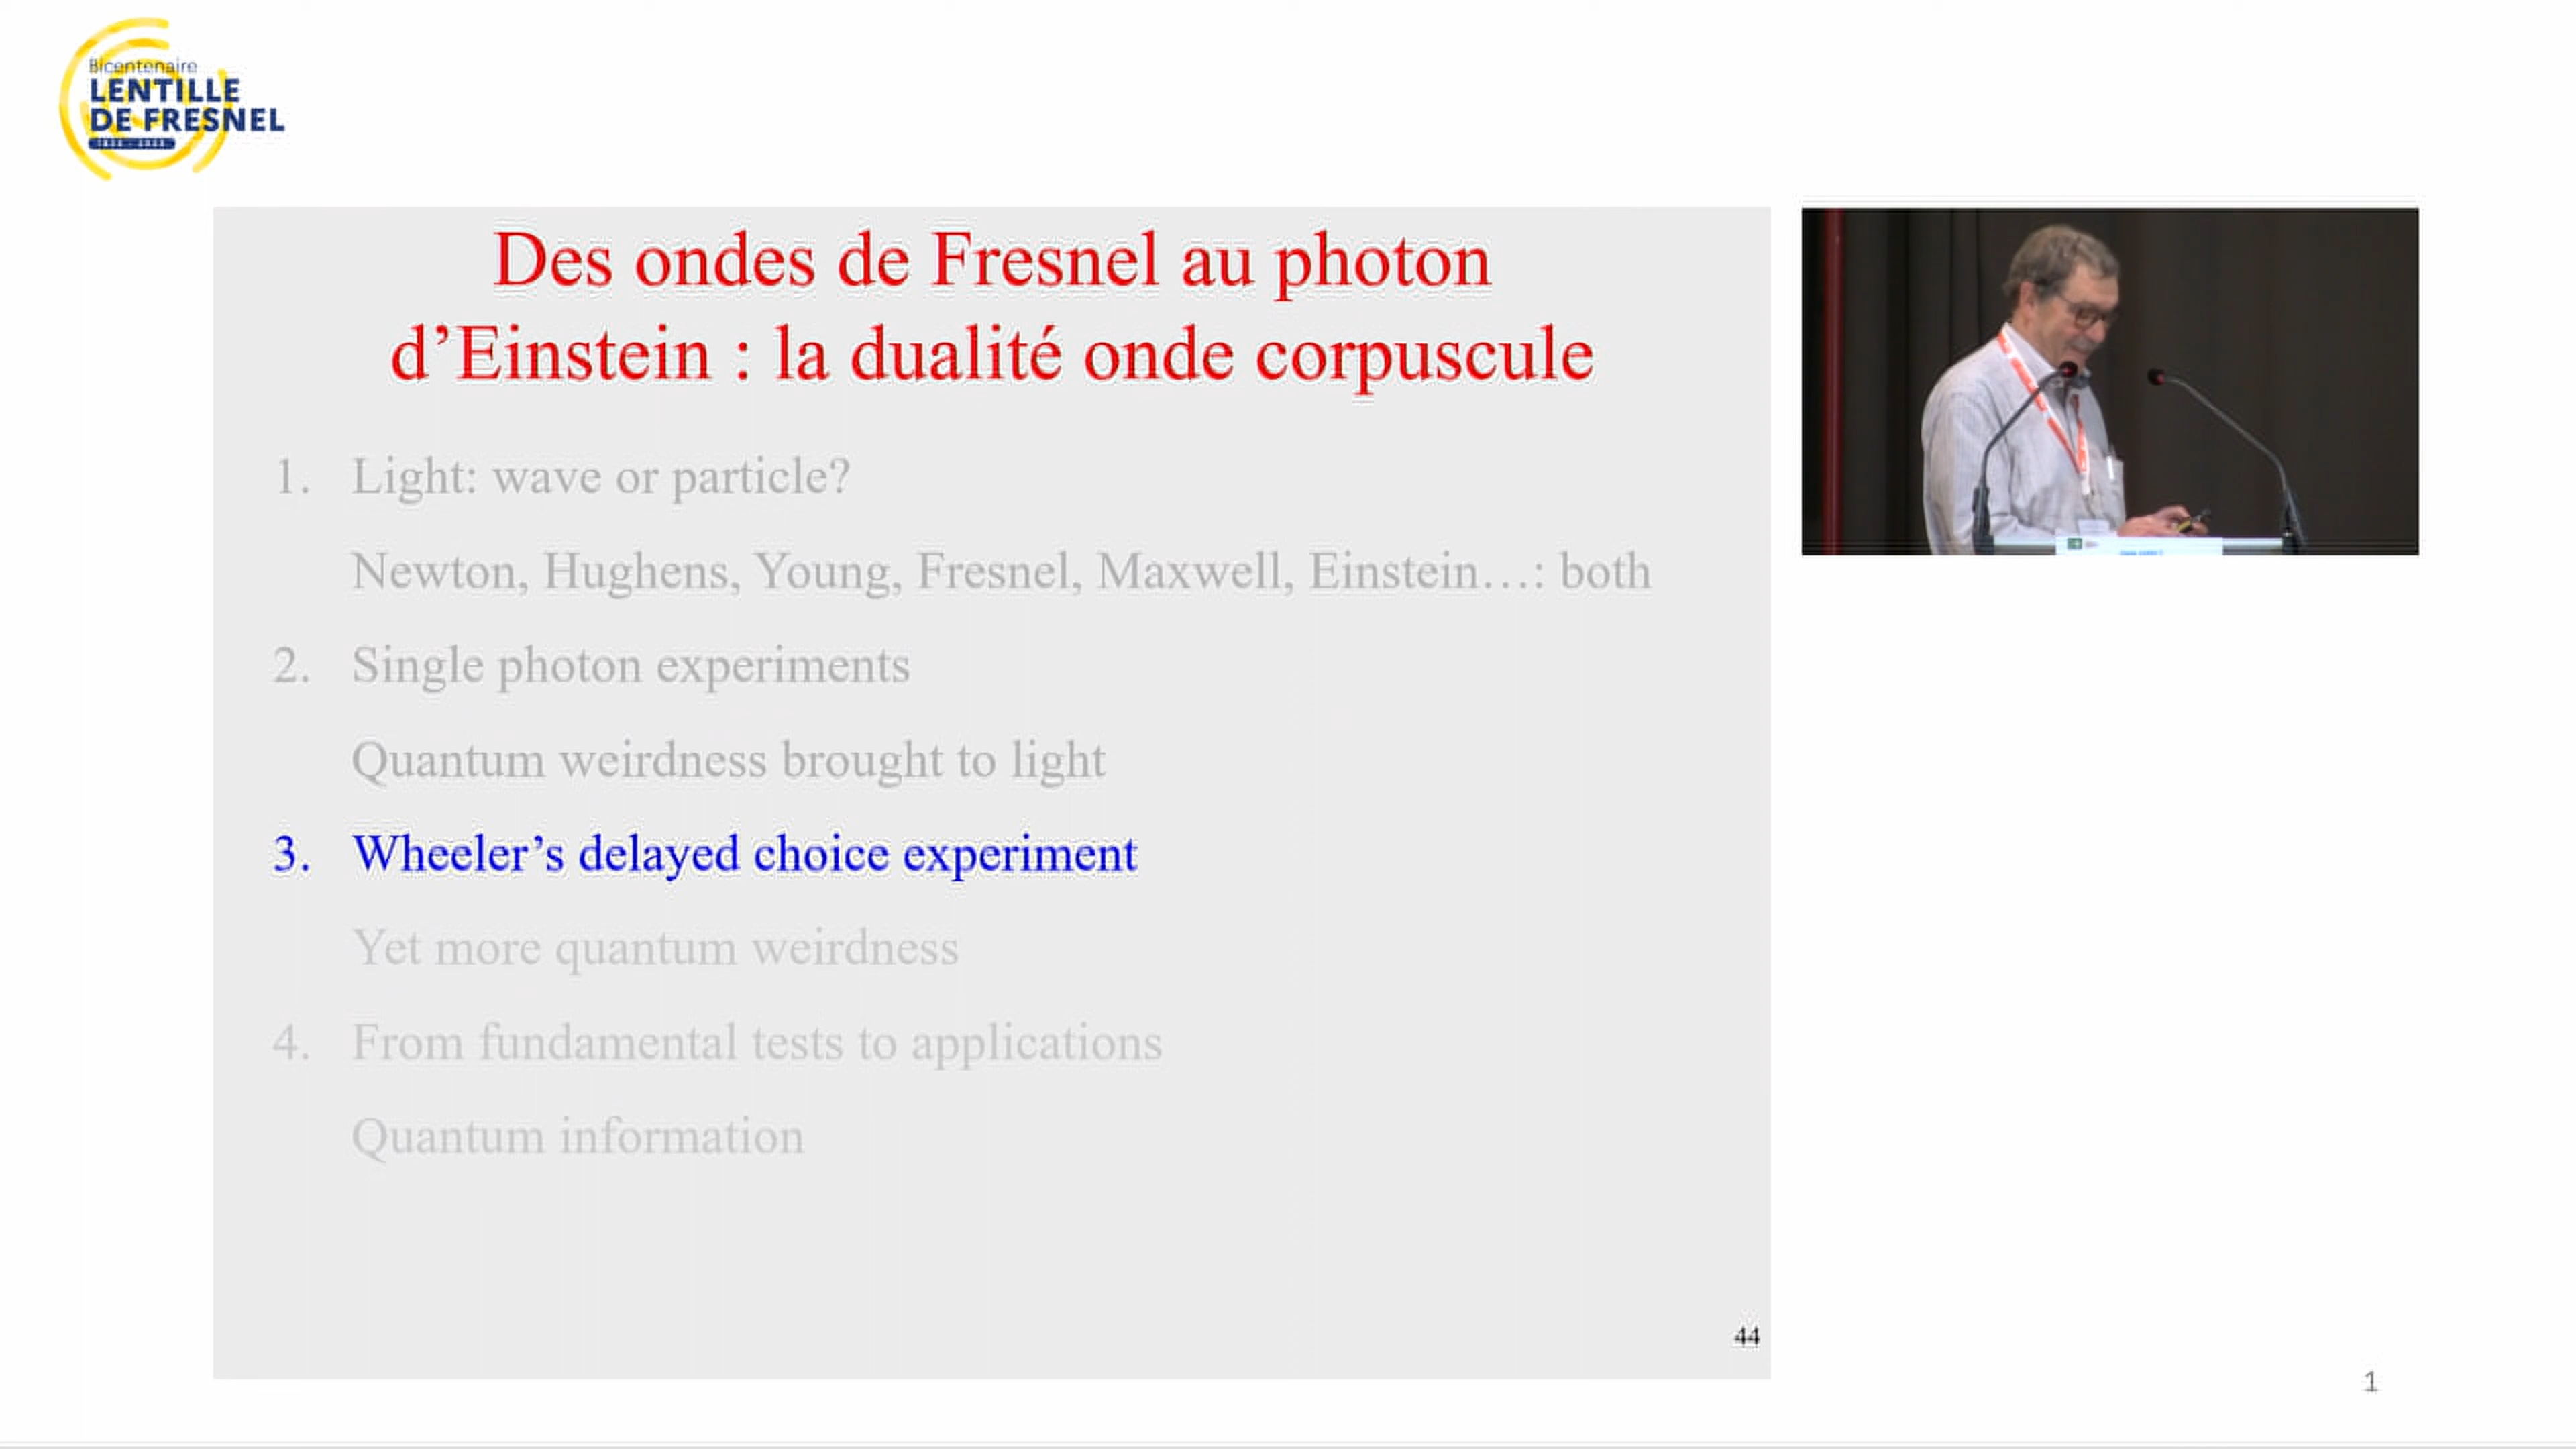 Bicentenaire
LENTILLE
DE FRESNEL
Des ondes de Fresnel au photon
d’Einstein : la dualité onde corpuscule
1. Light: wave or particle?
Newton, Hughens, Young, Fresnel, Maxwell, Einstein…: both
2. Single photon experiments
Quantum weirdness brought to light
3. Wheeler’s delayed choice experiment
Yet more quantum weirdness
4. From fundamental tests to applications
Quantum information
44
1